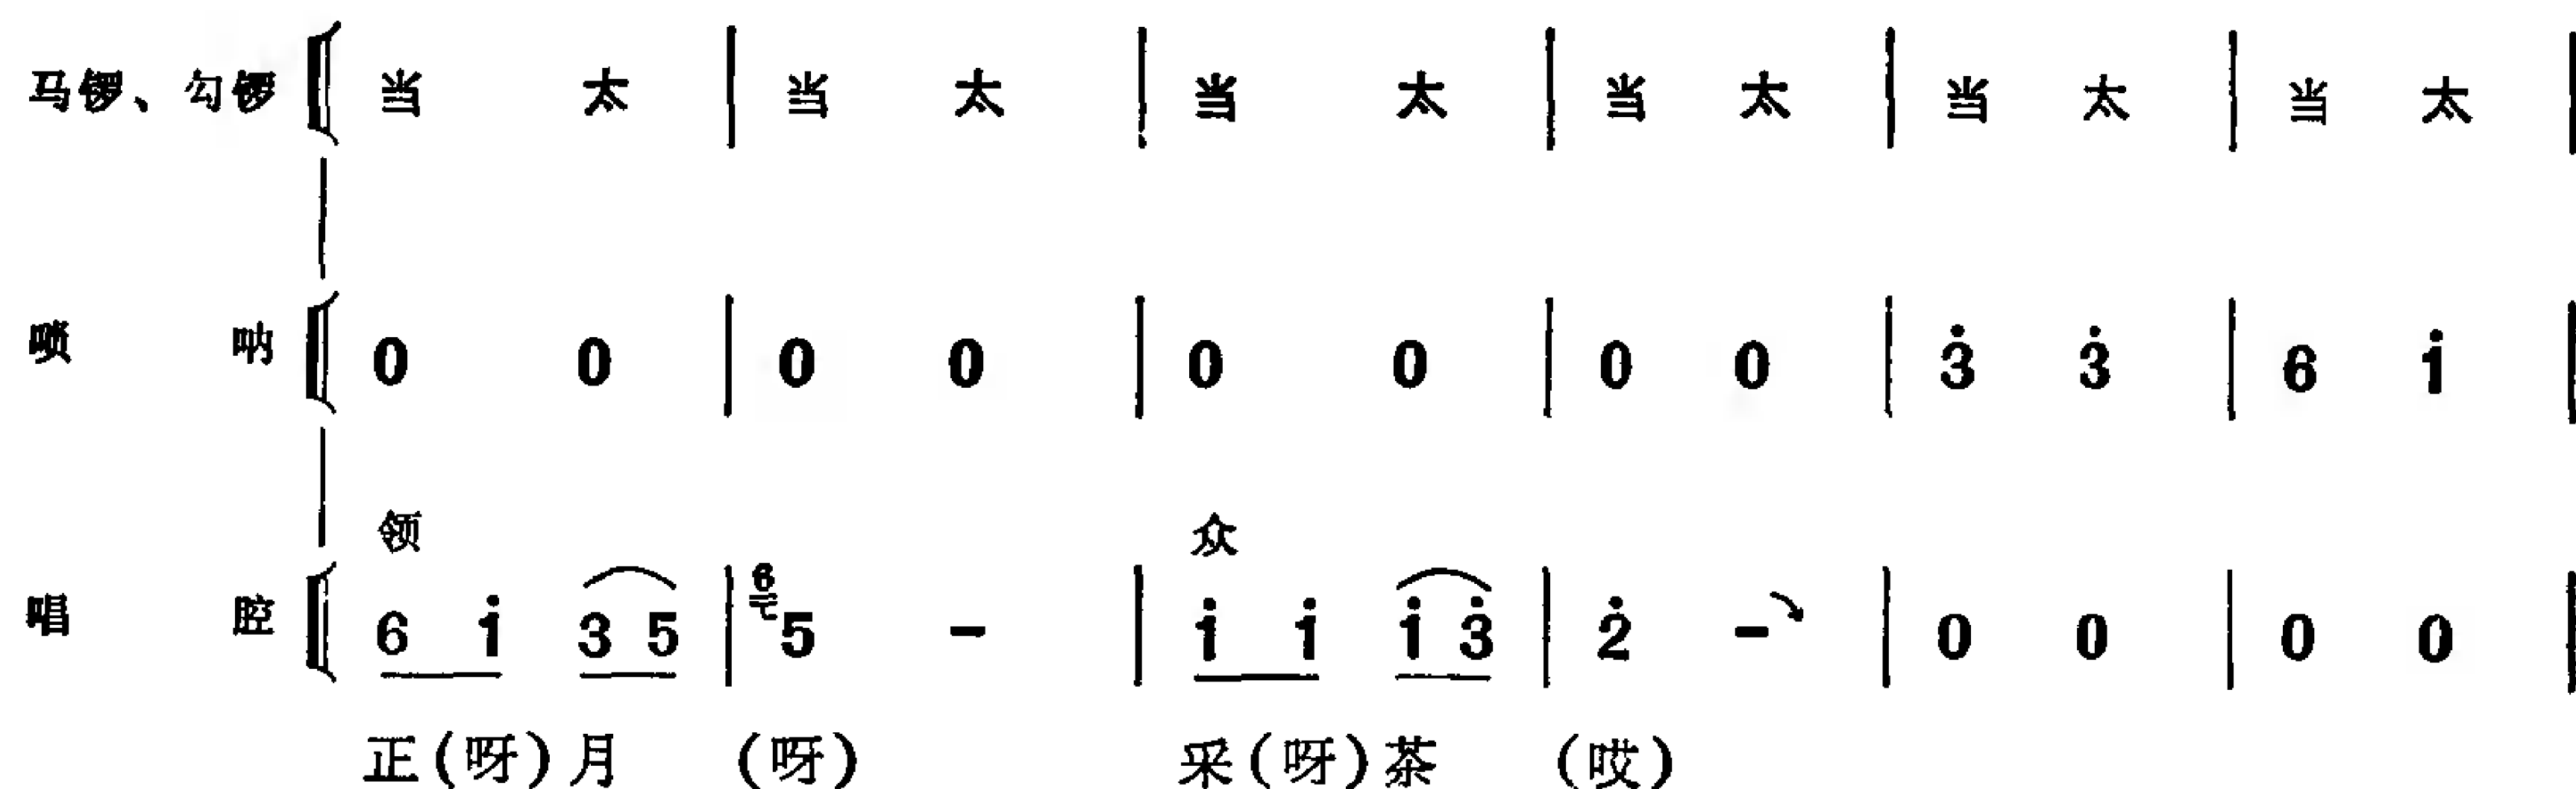 马锣、勾锣 当 太 | 当 太 | 当 太 | 当 太 | 当 太 | 当 太 |
唢 呐 0 0 | 0 0 | 0 0 | 0 0 | 3̇ 3̇ | 6 1̇ |
领 众
6
唱 腔 6 1̇ 3 5 | 5 - | 1̇ 1̇ 1̇ 3̇ | 2̇ - | 0 0 | 0 0 |
正(呀)月 (呀) 采(呀)茶 (哎)